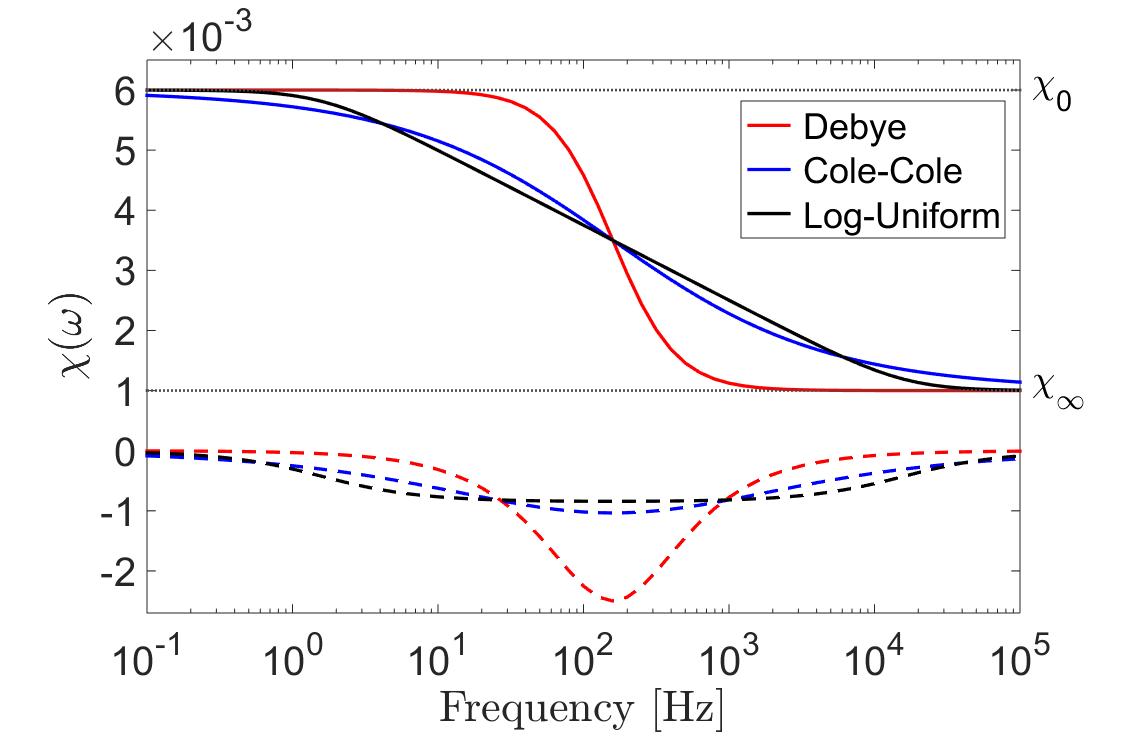 ×10⁻³
6
5
4
3
2
1
0
-1
-2
χ(ω)
χ₀
χ∞
Debye
Cole-Cole
Log-Uniform
10⁻¹ 10⁰ 10¹ 10² 10³ 10⁴ 10⁵
Frequency [Hz]